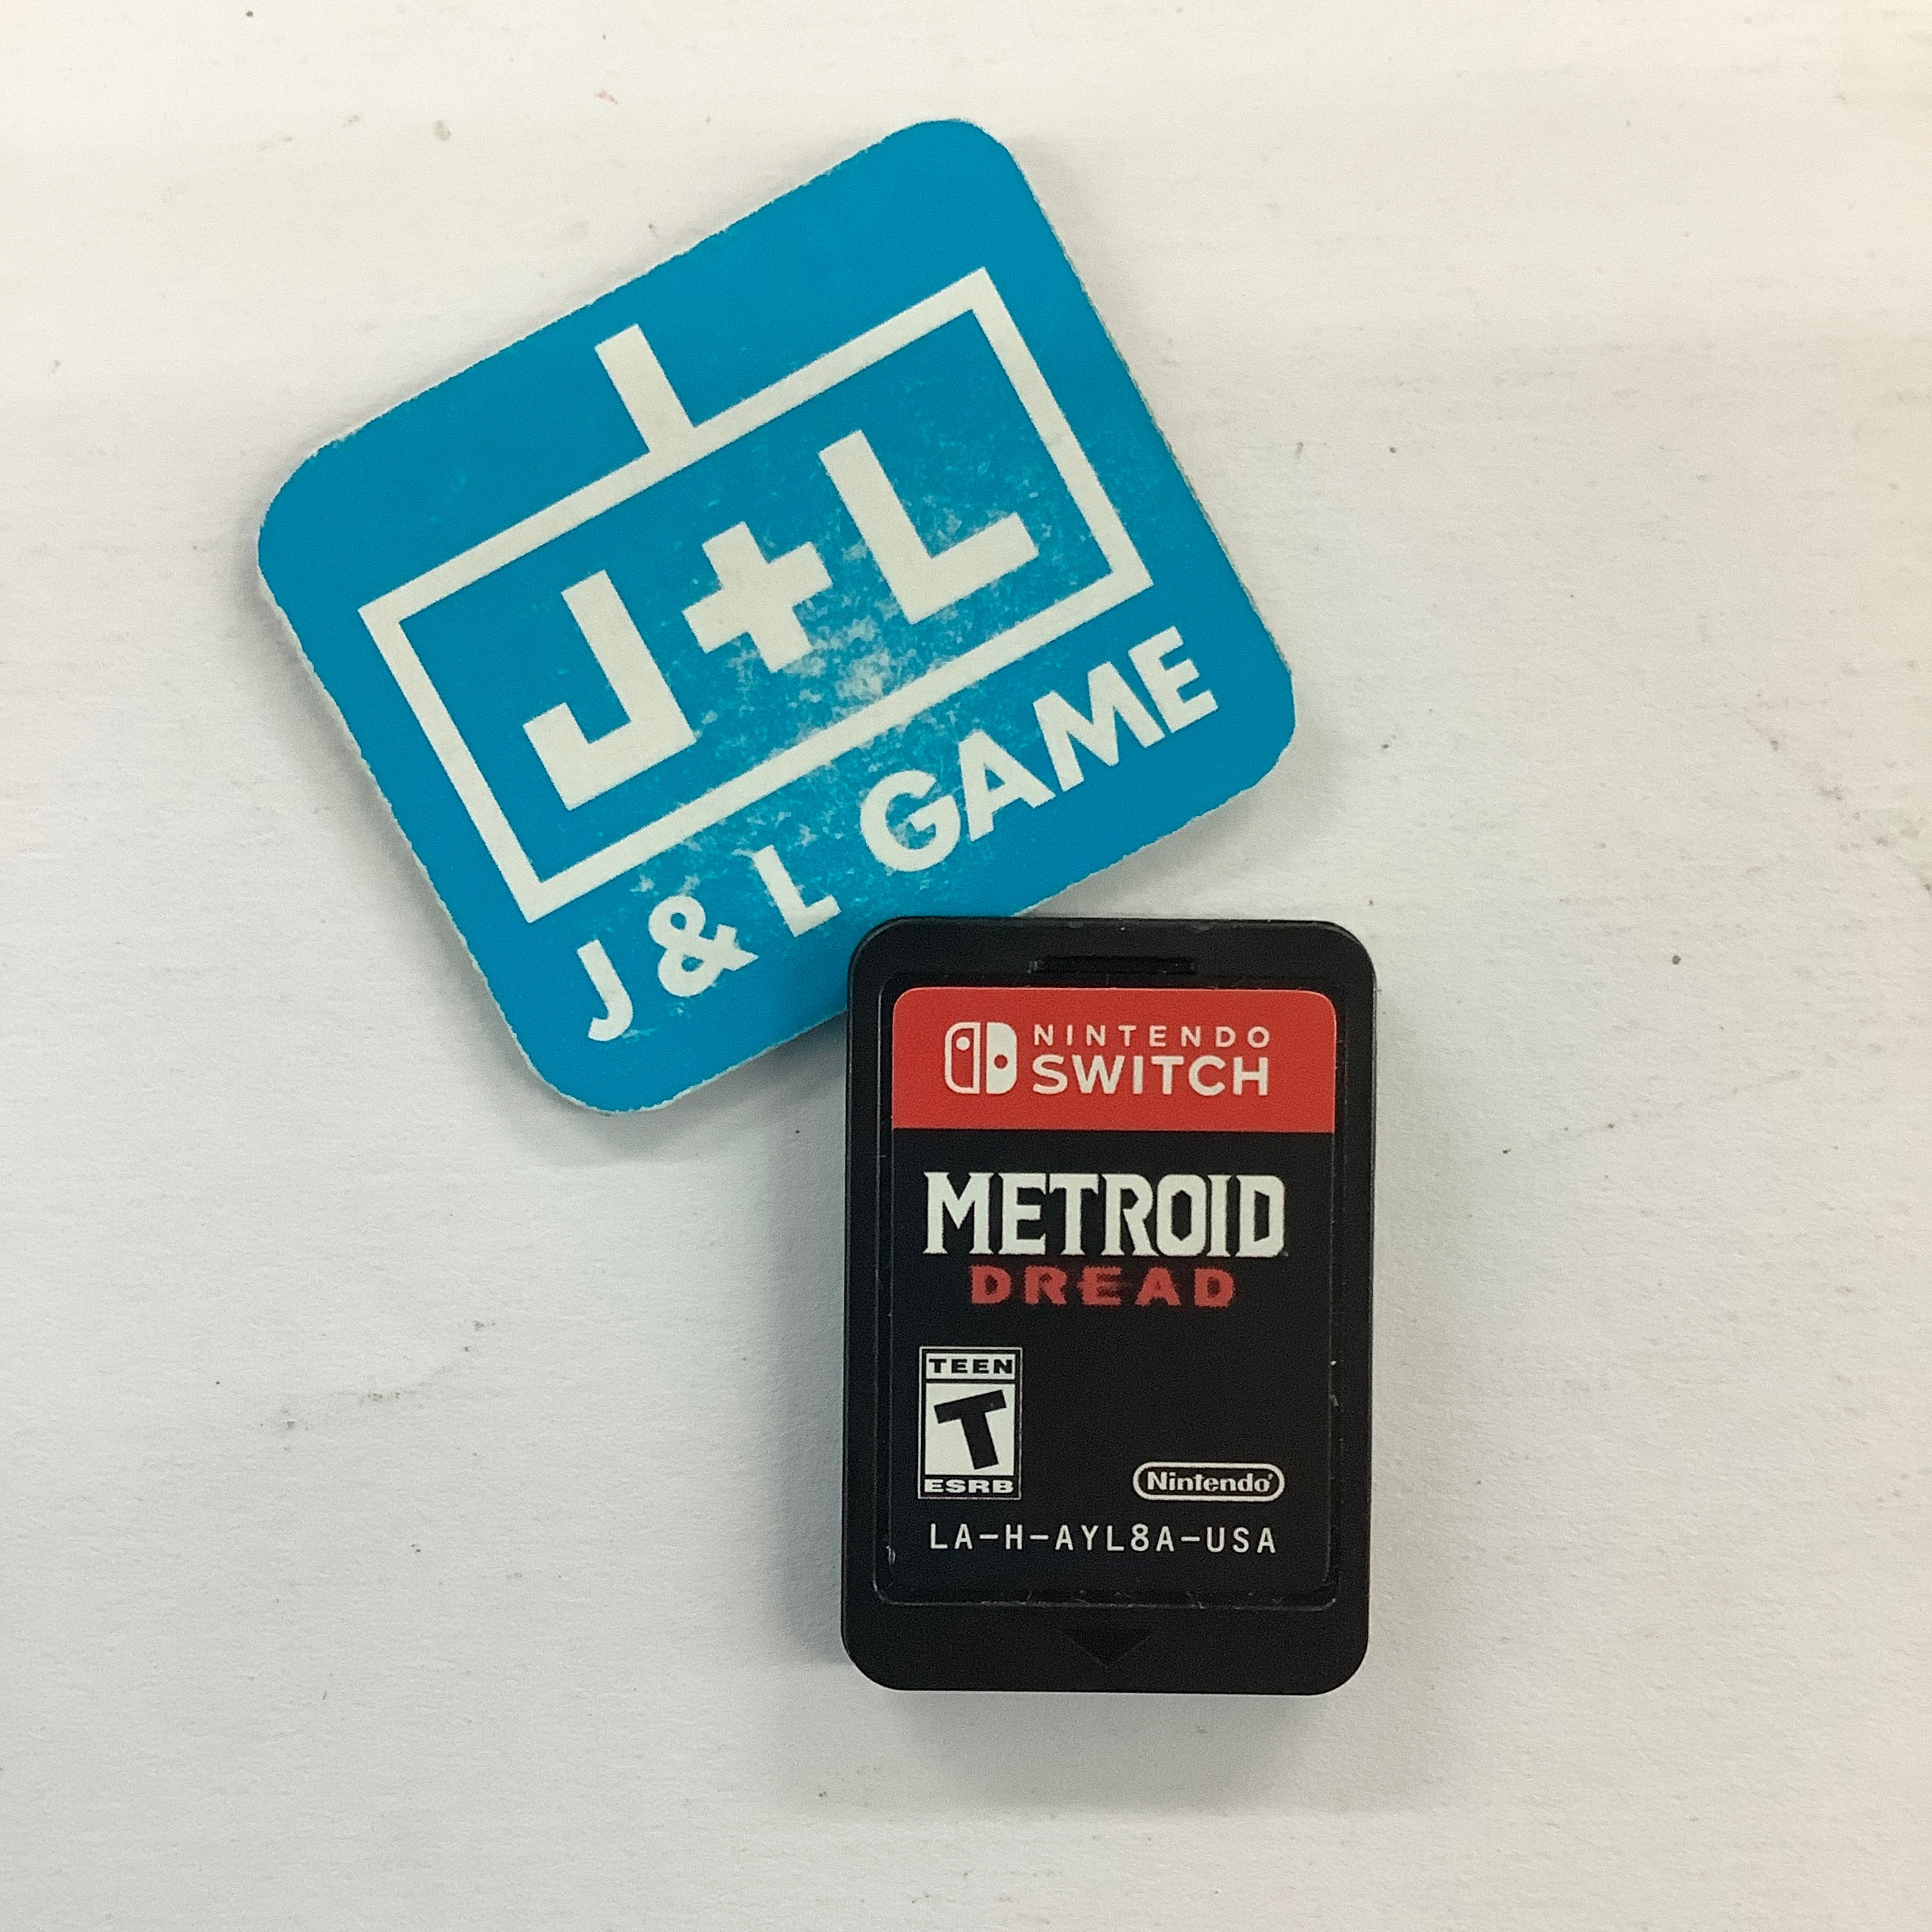 J+L
J & L GAME
NINTENDO
SWITCH
METROID
DREAD
TEEN
T
ESRB
Nintendo
LA-H-AYL8A-USA